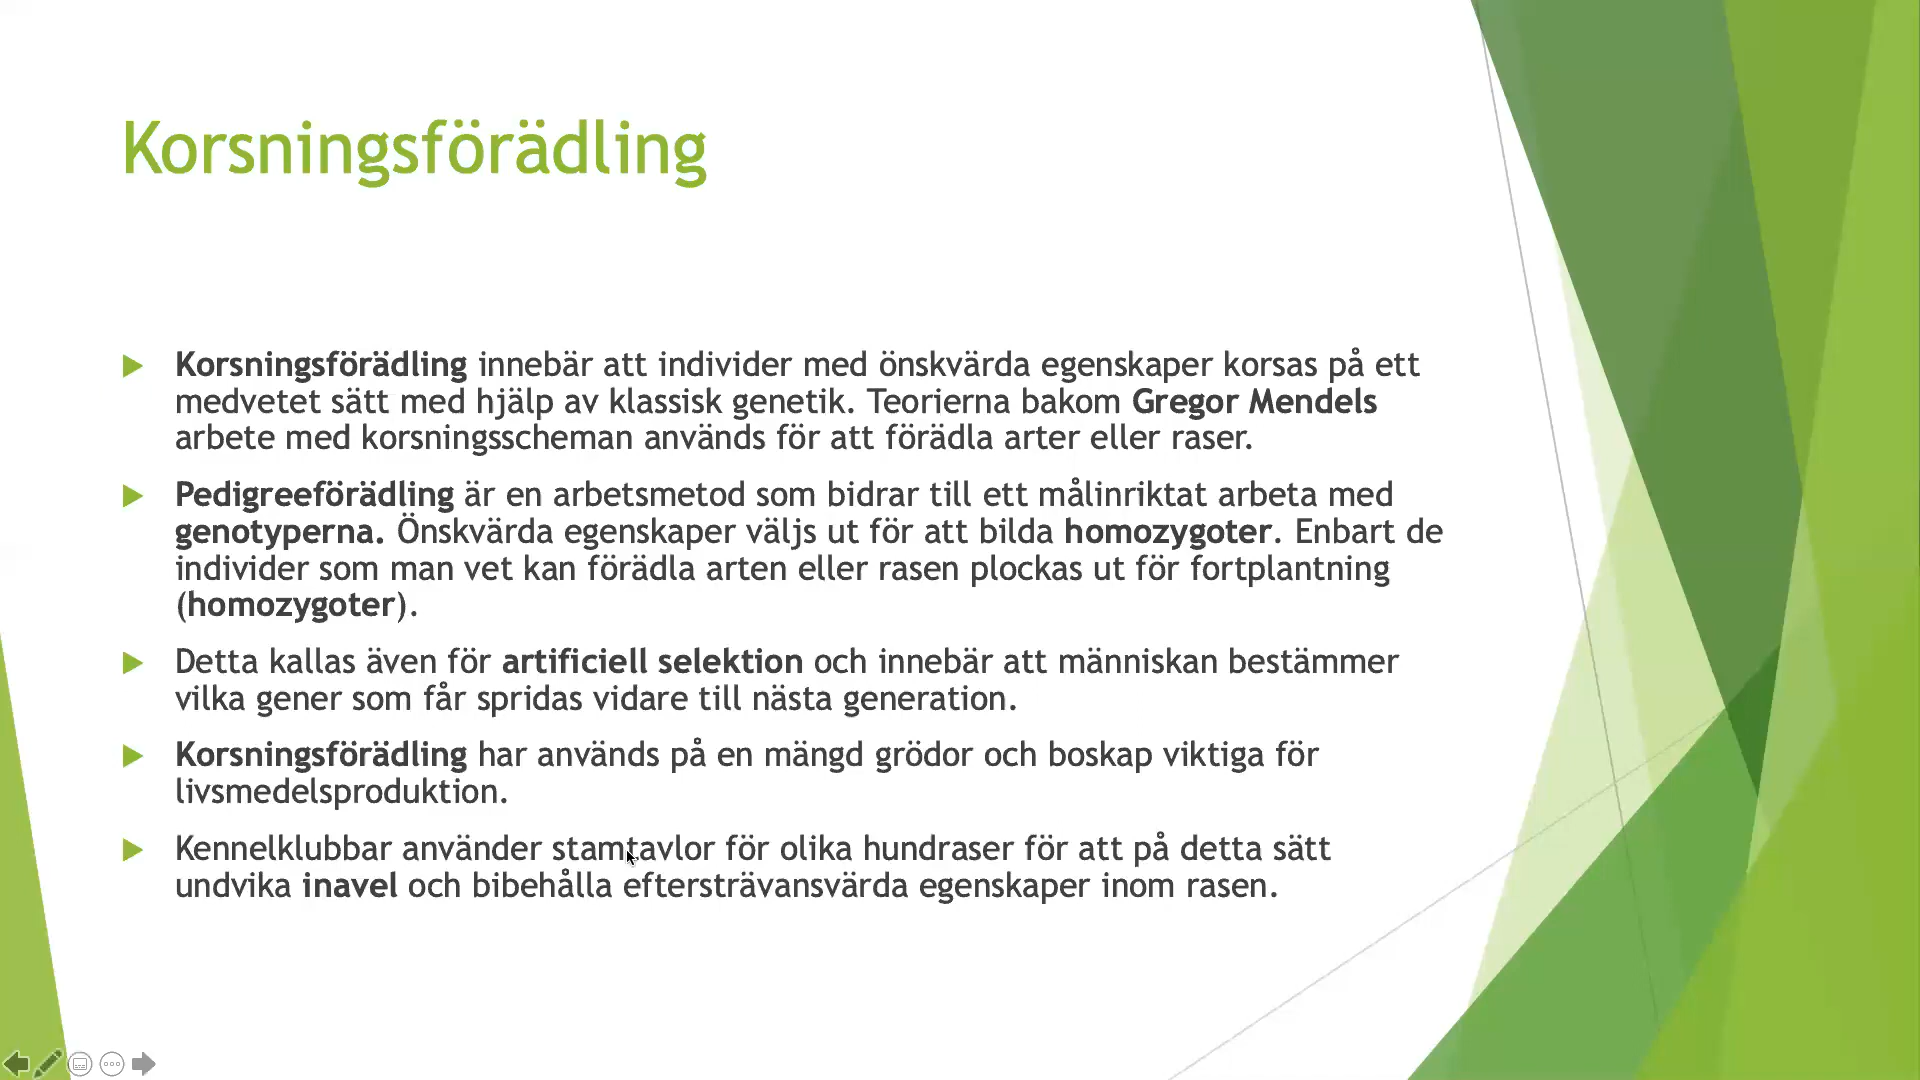 Korsningsförädling
Korsningsförädling innebär att individer med önskvärda egenskaper korsas på ett
medvetet sätt med hjälp av klassisk genetik. Teorierna bakom Gregor Mendels
arbete med korsningsscheman används för att förädla arter eller raser.
Pedigreeförädling är en arbetsmetod som bidrar till ett målinriktat arbeta med
genotyperna. Önskvärda egenskaper väljs ut för att bilda homozygoter. Enbart de
individer som man vet kan förädla arten eller rasen plockas ut för fortplantning
(homozygoter).
Detta kallas även för artificiell selektion och innebär att människan bestämmer
vilka gener som får spridas vidare till nästa generation.
Korsningsförädling har används på en mängd grödor och boskap viktiga för
livsmedelsproduktion.
Kennelklubbar använder stamtavlor för olika hundraser för att på detta sätt
undvika inavel och bibehålla eftersträvansvärda egenskaper inom rasen.